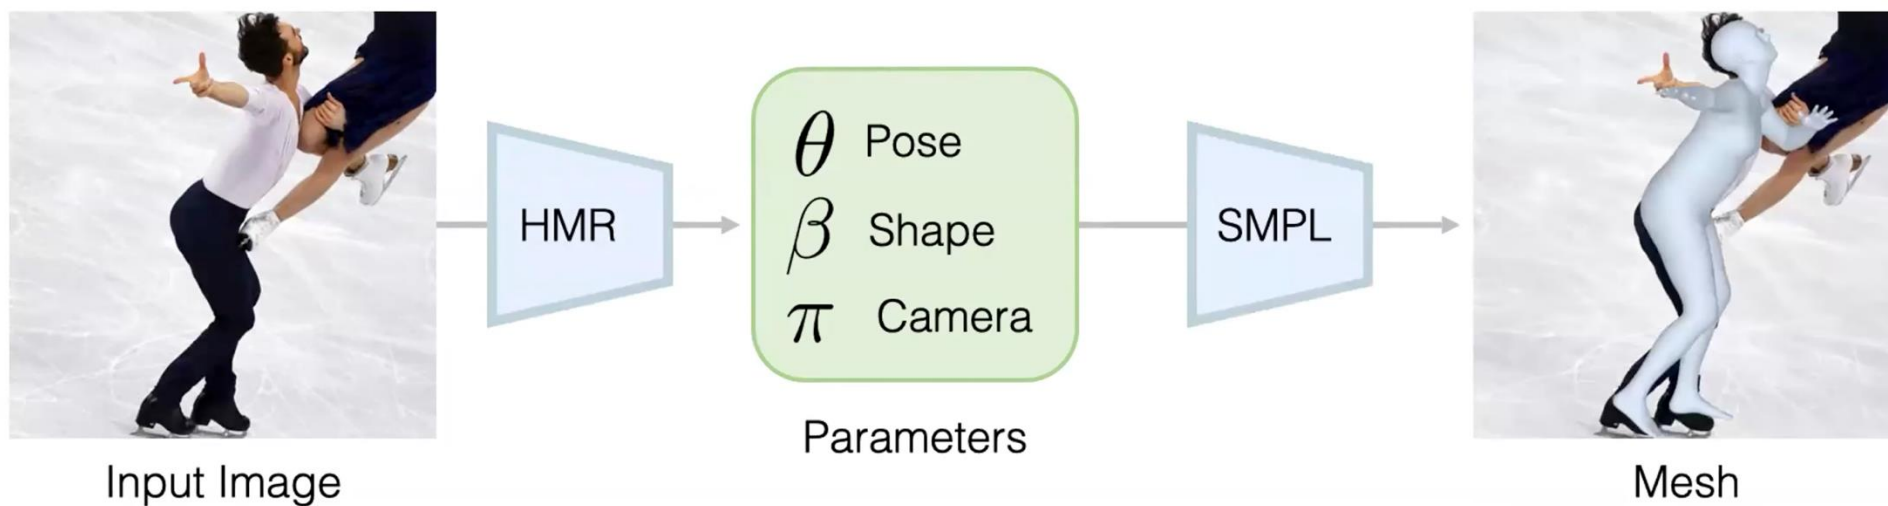 HMR
θ Pose
β Shape
π Camera
SMPL
Parameters
Input Image
Mesh